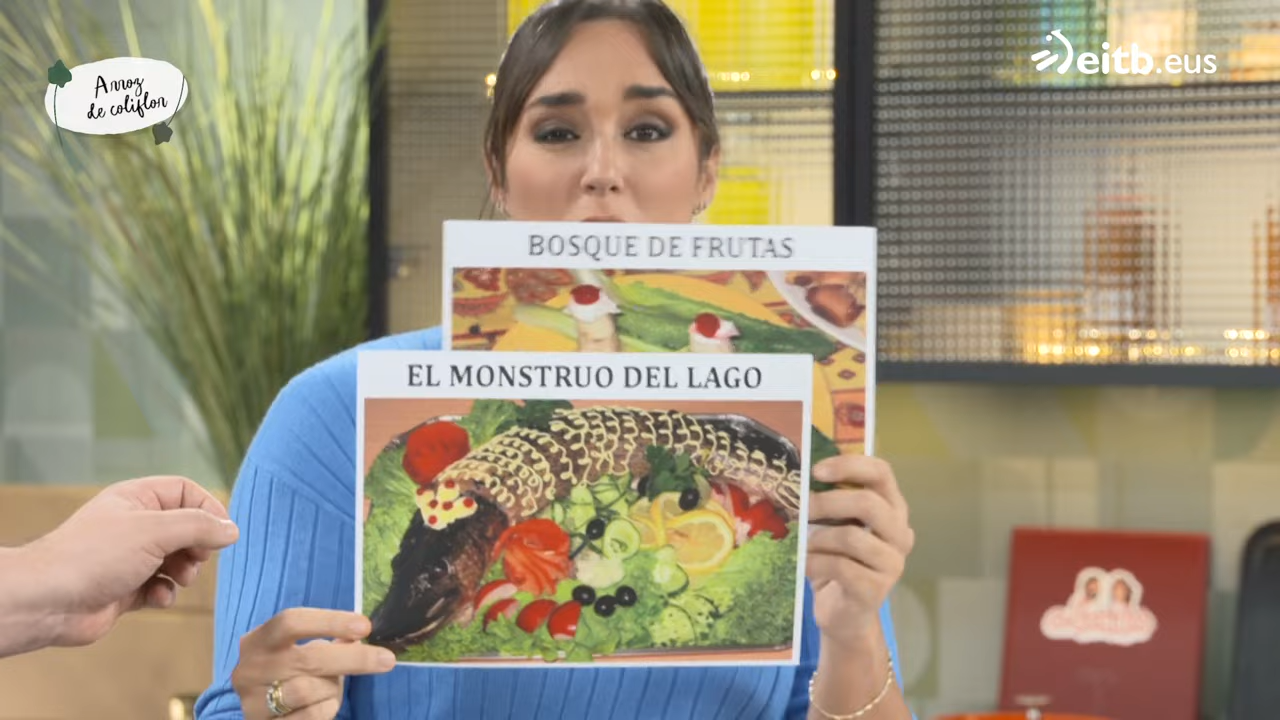 Arroz
de coliflor
eitb.eus
BOSQUE DE FRUTAS
EL MONSTRUO DEL LAGO